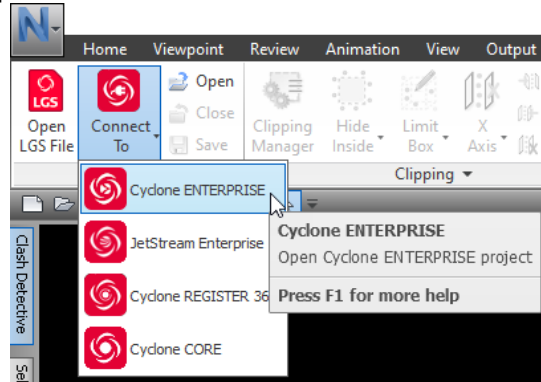 N
Home Viewpoint Review Animation View Output
LGS
Open
LGS File
Connect
To
Open
Close
Save
Clipping
Manager
Hide
Inside
Limit
Box
X
Axis
Clipping
Cyclone ENTERPRISE
JetStream Enterprise
Cyclone REGISTER 36
Cyclone CORE
Cyclone ENTERPRISE
Open Cyclone ENTERPRISE project
Press F1 for more help
Clash Detective
Sel